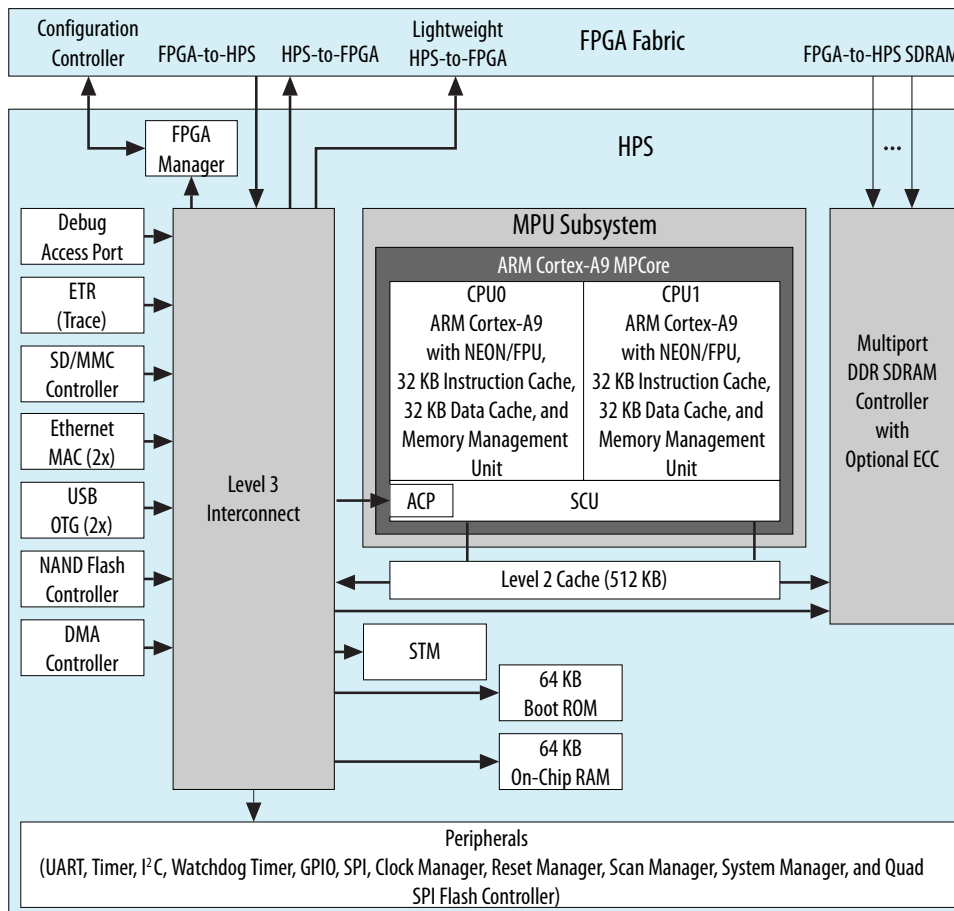 Configuration
Controller
FPGA-to-HPS
HPS-to-FPGA
Lightweight
HPS-to-FPGA
FPGA Fabric
FPGA-to-HPS SDRAM
HPS
FPGA
Manager
...
Debug
Access Port
ETR
(Trace)
SD/MMC
Controller
Ethernet
MAC (2x)
USB
OTG (2x)
NAND Flash
Controller
DMA
Controller
Level 3
Interconnect
MPU Subsystem
ARM Cortex-A9 MPCore
CPU0
ARM Cortex-A9
with NEON/FPU,
32 KB Instruction Cache,
32 KB Data Cache, and
Memory Management
Unit
CPU1
ARM Cortex-A9
with NEON/FPU,
32 KB Instruction Cache,
32 KB Data Cache, and
Memory Management
Unit
ACP
SCU
Level 2 Cache (512 KB)
Multiport
DDR SDRAM
Controller
with
Optional ECC
STM
64 KB
Boot ROM
64 KB
On-Chip RAM
Peripherals
(UART, Timer, I²C, Watchdog Timer, GPIO, SPI, Clock Manager, Reset Manager, Scan Manager, System Manager, and Quad
SPI Flash Controller)